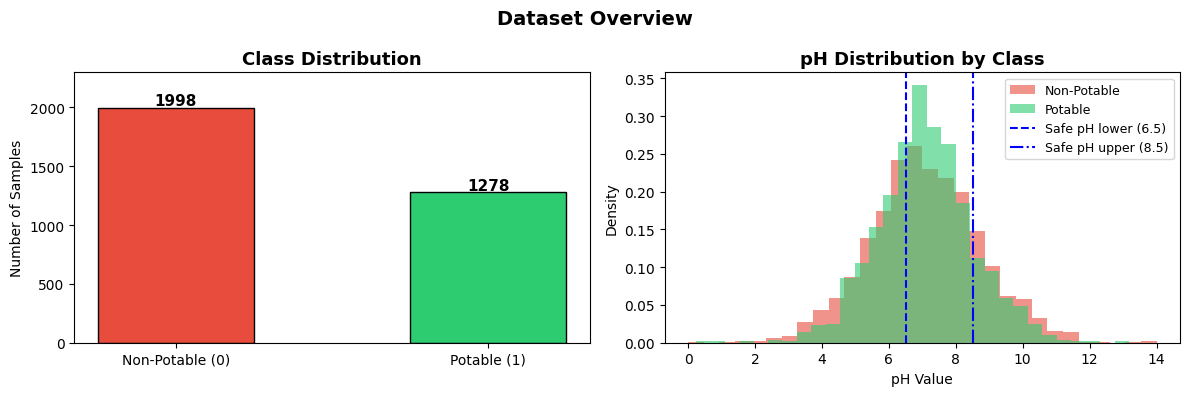 Dataset Overview
Class Distribution
Number of Samples
2000
1500
1000
500
0
1998
1278
Non-Potable (0)
Potable (1)
pH Distribution by Class
Density
0.35
0.30
0.25
0.20
0.15
0.10
0.05
0.00
Non-Potable
Potable
Safe pH lower (6.5)
Safe pH upper (8.5)
0 2 4 6 8 10 12 14
pH Value